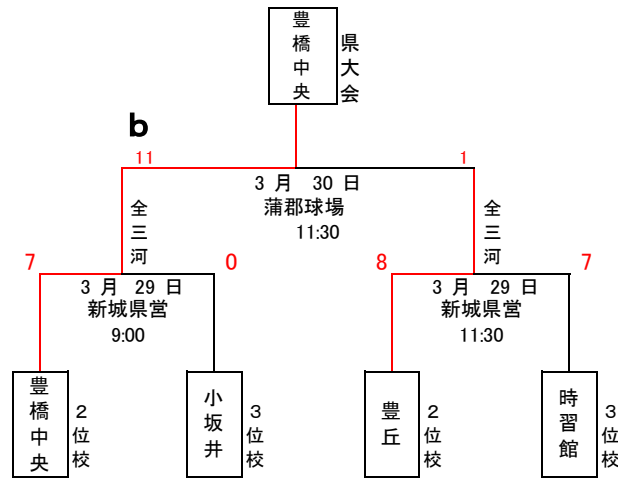 豊橋中央
県大会
b
11
1
3 月 30 日
蒲郡球場
11:30
全三河
全三河
7
0
8
7
3 月 29 日
新城県営
9:00
3 月 29 日
新城県営
11:30
豊橋中央
２位校
小坂井
３位校
豊丘
２位校
時習館
３位校